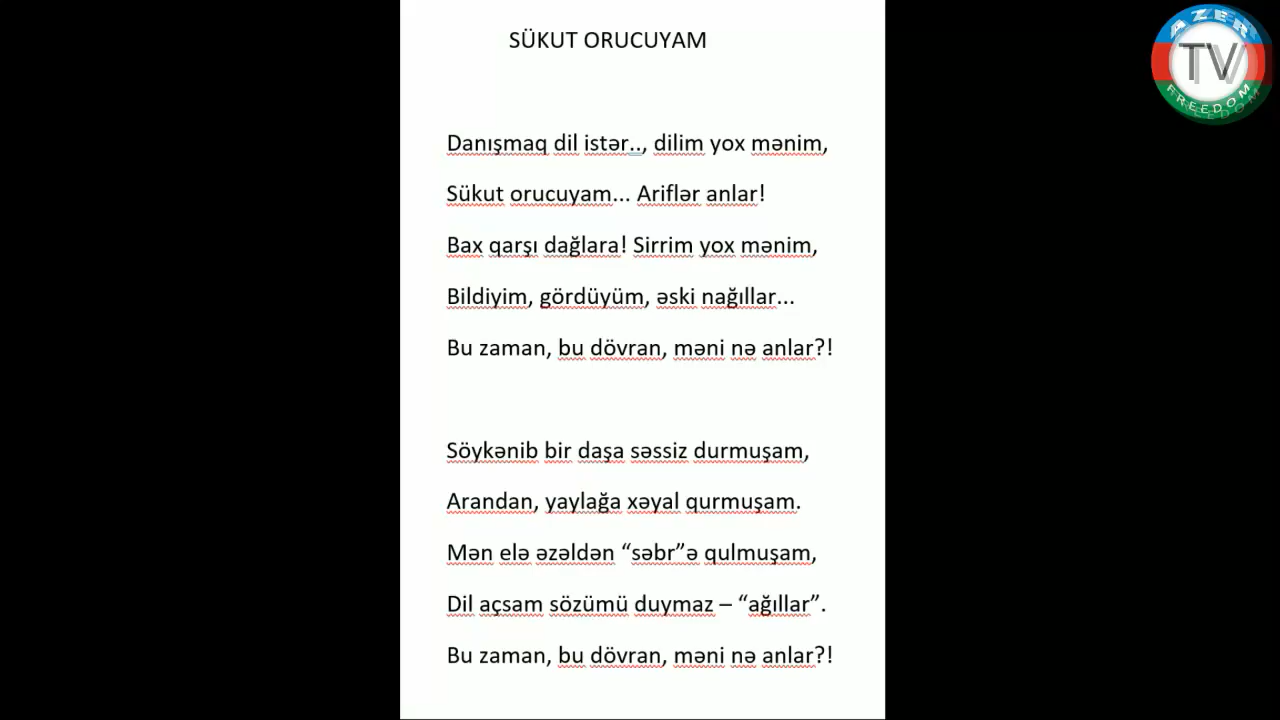 SÜKUT ORUCUYAM
AZER
TV
FREEDOM
Danışmaq dil istər.., dilim yox mənim,
Sükut orucuyam... Ariflər anlar!
Bax qarşı dağlara! Sirrim yox mənim,
Bildiyim, gördüyüm, əski nağıllar...
Bu zaman, bu dövran, məni nə anlar?!
Söykənib bir daşa səssiz durmuşam,
Arandan, yaylağa xəyal qurmuşam.
Mən elə əzəldən “səbr”ə qulmuşam,
Dil açsam sözümü duymaz – “ağıllar”.
Bu zaman, bu dövran, məni nə anlar?!